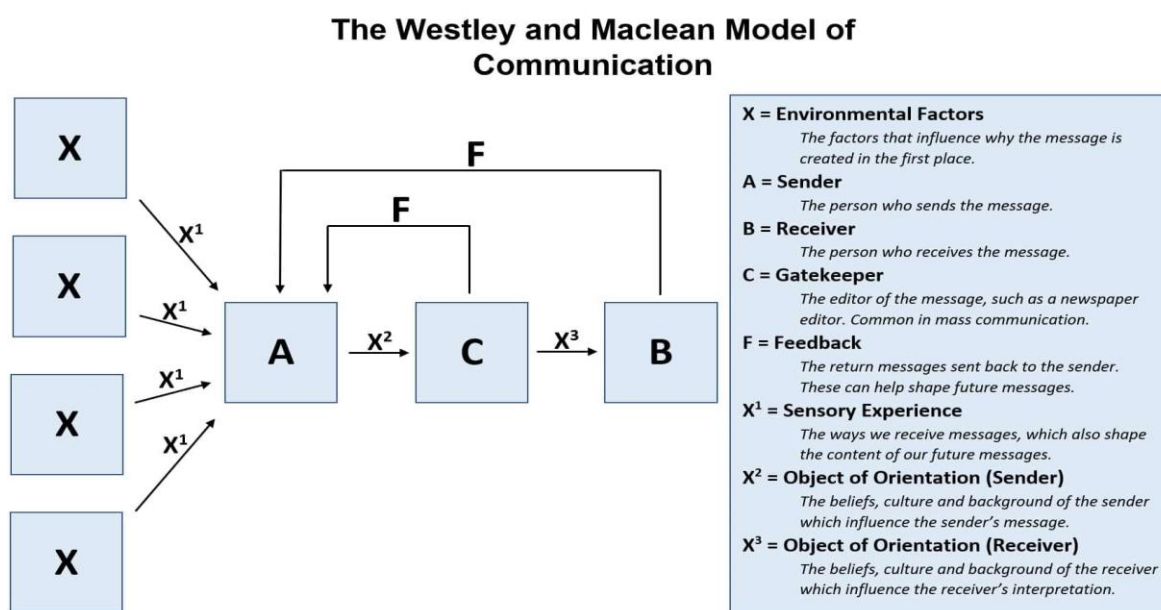 The Westley and Maclean Model of
Communication
X
X
X
X
X¹
X¹
X¹
X¹
F
F
A
X²
C
X³
B
X = Environmental Factors
The factors that influence why the message is
created in the first place.
A = Sender
The person who sends the message.
B = Receiver
The person who receives the message.
C = Gatekeeper
The editor of the message, such as a newspaper
editor. Common in mass communication.
F = Feedback
The return messages sent back to the sender.
These can help shape future messages.
X¹ = Sensory Experience
The ways we receive messages, which also shape
the content of our future messages.
X² = Object of Orientation (Sender)
The beliefs, culture and background of the sender
which influence the sender's message.
X³ = Object of Orientation (Receiver)
The beliefs, culture and background of the receiver
which influence the receiver's interpretation.